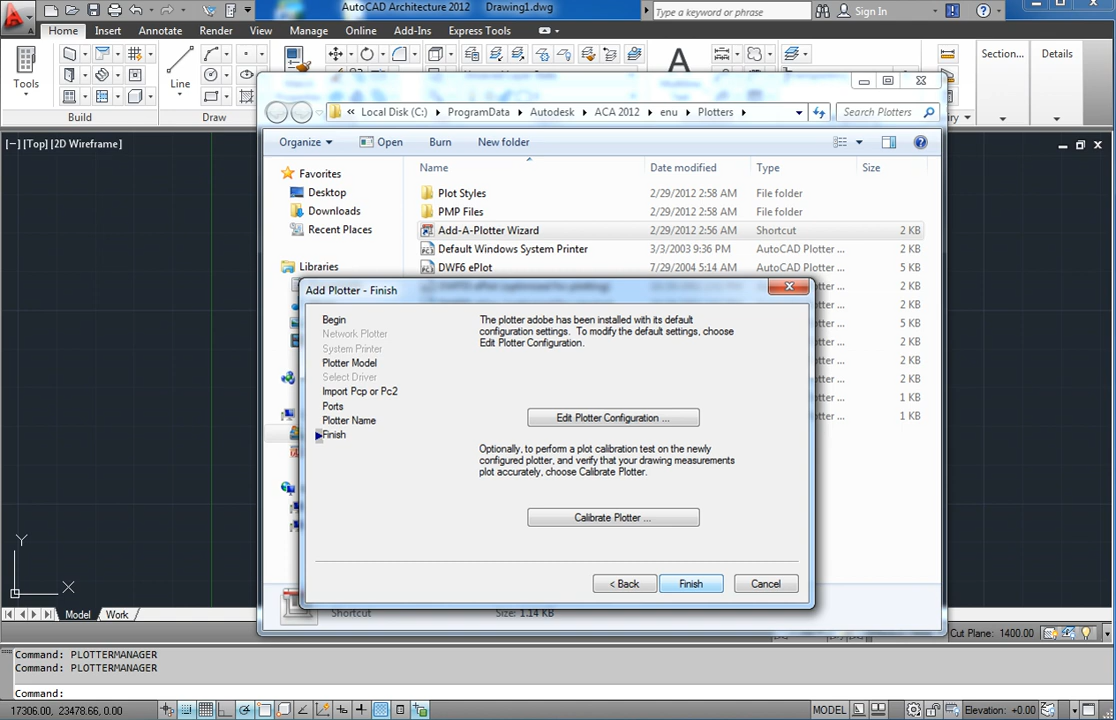 AutoCAD Architecture 2012 Drawing1.dwg
Type a keyword or phrase
Sign In
Home Insert Annotate Render View Manage Online Add-Ins Express Tools
Tools
Line
Section...
Details
Build
Draw
Local Disk (C:) ProgramData Autodesk ACA 2012 enu Plotters
Search Plotters
[−] [Top] [2D Wireframe]
Organize Open Burn New folder
Name Date modified Type Size
Favorites
Desktop
Downloads
Recent Places
Libraries
Plot Styles 2/29/2012 2:58 AM File folder
PMP Files 2/29/2012 2:58 AM File folder
Add-A-Plotter Wizard 2/29/2012 2:56 AM Shortcut 2 KB
Default Windows System Printer 3/3/2003 9:36 PM AutoCAD Plotter ... 2 KB
DWF6 ePlot 7/29/2004 5:14 AM AutoCAD Plotter ... 5 KB
Add Plotter - Finish
Begin
Network Plotter
System Printer
Plotter Model
Select Driver
Import Pcp or Pc2
Ports
Plotter Name
Finish
The plotter adobe has been installed with its default
configuration settings. To modify the default settings, choose
Edit Plotter Configuration.
Edit Plotter Configuration ...
Optionally, to perform a plot calibration test on the newly
configured plotter, and verify that your drawing measurements
plot accurately, choose Calibrate Plotter.
Calibrate Plotter ...
< Back
Finish
Cancel
5 KB
2 KB
2 KB
2 KB
1 KB
1 KB
Shortcut
Size: 1.14 KB
Y
X
Model Work
Cut Plane: 1400.00
Command: PLOTTERMANAGER
Command: PLOTTERMANAGER
Command:
17306.00, 23478.66, 0.00
MODEL
Elevation: +0.00